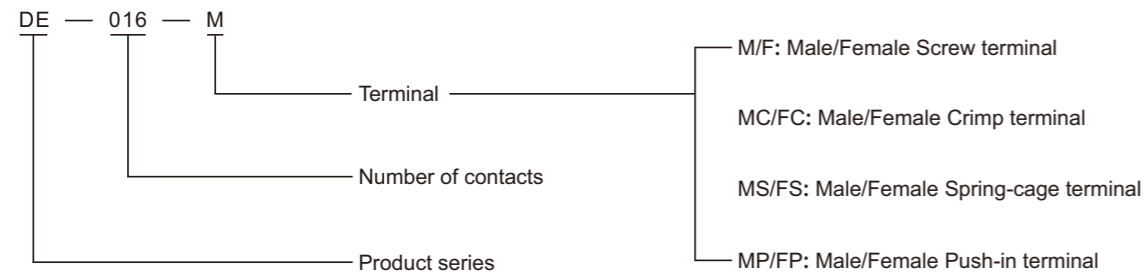 DE — 016 — M
M/F: Male/Female Screw terminal
Terminal
MC/FC: Male/Female Crimp terminal
Number of contacts
MS/FS: Male/Female Spring-cage terminal
Product series
MP/FP: Male/Female Push-in terminal